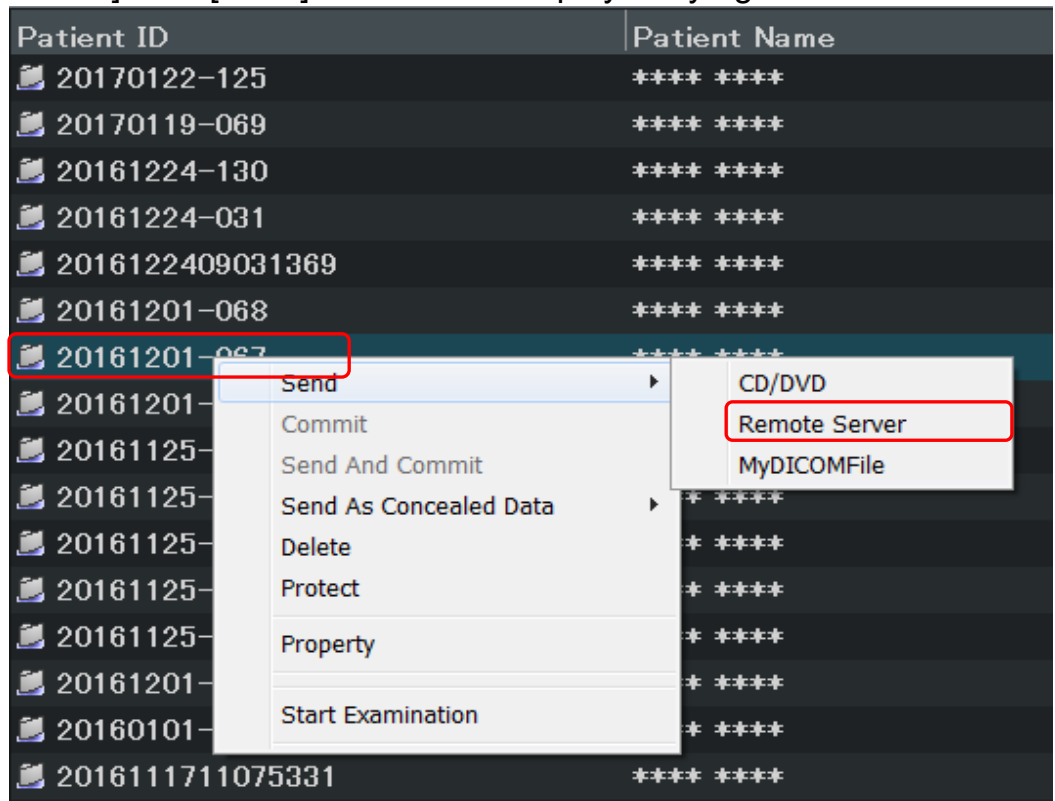 Patient ID Patient Name
20170122-125 **** ****
20170119-069 **** ****
20161224-130 **** ****
20161224-031 **** ****
2016122409031369 **** ****
20161201-068 **** ****
20161201-067 **** ****
Send CD/DVD
20161201-
Commit Remote Server
20161125-
Send And Commit MyDICOMFile
20161125- Send As Concealed Data * ****
20161125- Delete * ****
20161125- Protect * ****
20161125- Property * ****
20161201- * ****
20160101- Start Examination * ****
2016111711075331 **** ****